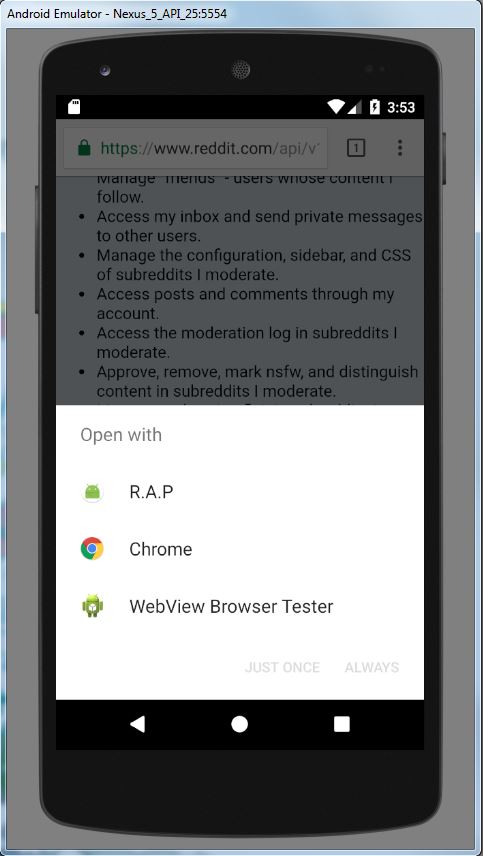 Android Emulator - Nexus_5_API_25:5554
3:53
https://www.reddit.com/api/v1
1
Manage "friends" - users whose content I
follow.
• Access my inbox and send private messages
to other users.
• Manage the configuration, sidebar, and CSS
of subreddits I moderate.
• Access posts and comments through my
account.
• Access the moderation log in subreddits I
moderate.
• Approve, remove, mark nsfw, and distinguish
content in subreddits I moderate.
Open with
R.A.P
Chrome
WebView Browser Tester
JUST ONCE ALWAYS